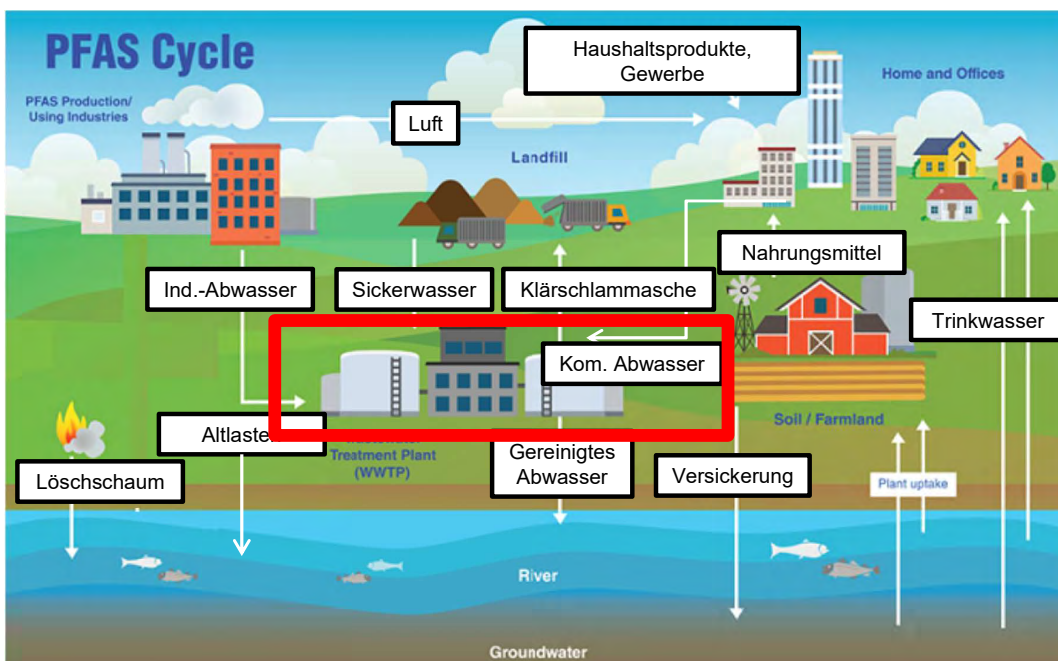 PFAS Cycle
Haushaltsprodukte,
Gewerbe
Home and Offices
PFAS Production/
Using Industries
Luft
Landfill
Nahrungsmittel
Ind.-Abwasser
Sickerwasser
Klärschlammasche
Trinkwasser
Kom. Abwasser
Soil / Farmland
Altlasten
Treatment Plant
(WWTP)
Gereinigtes
Abwasser
Löschschaum
Versickerung
Plant uptake
River
Groundwater